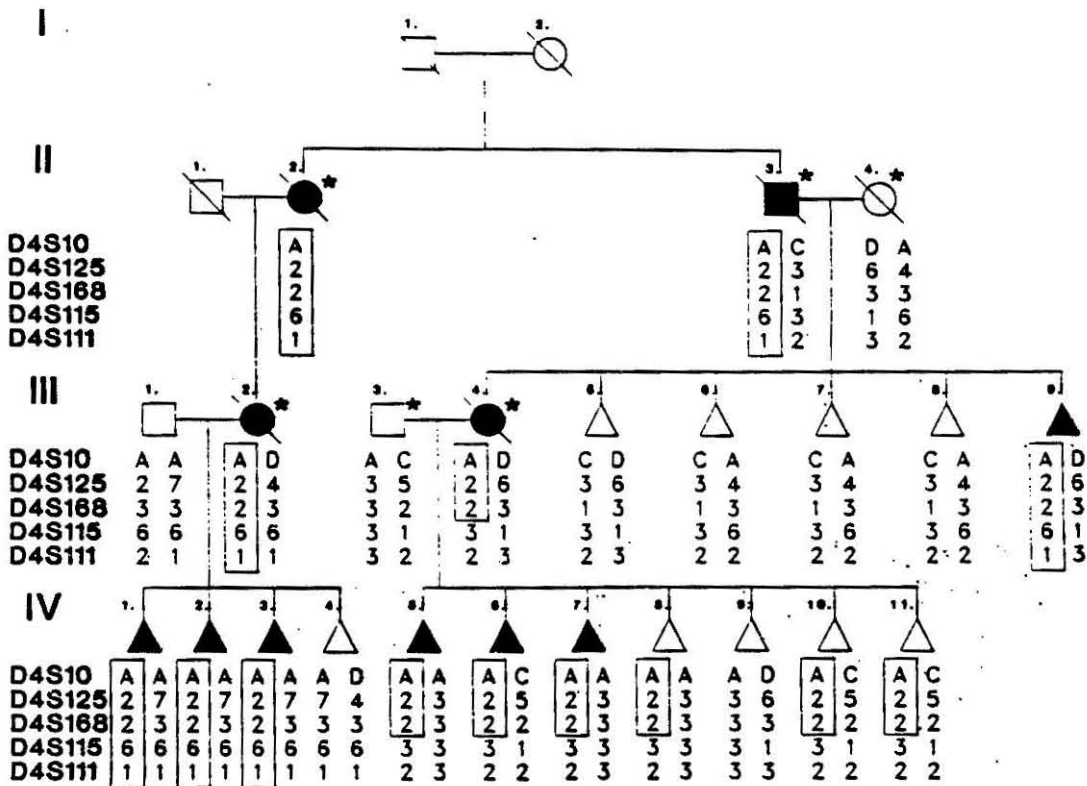 I
1. 2.
II
1. 2. * 3. * 4. *
D4S10 A A C D A
D4S125 2 2 3 6 4
D4S168 2 2 1 3 3
D4S115 6 6 3 1 6
D4S111 1 1 2 3 2
III
1. 2. * 3. * 4. * 5. 6. 7. 8. 9.
D4S10 A A A D A C A D C D C A C A C A A D
D4S125 2 7 2 4 3 5 2 6 3 6 3 4 3 4 3 4 2 6
D4S168 3 3 2 3 3 2 2 3 1 3 1 3 1 3 1 3 2 3
D4S115 6 6 6 6 3 1 3 1 3 1 3 6 3 6 3 6 6 1
D4S111 2 1 1 1 3 2 2 3 2 3 2 2 2 2 2 2 1 3
IV
1. 2. 3. 4. 5. 6. 7. 8. 9. 10. 11.
D4S10 A A A A A A A D A A A C A A A A A D A C A C
D4S125 2 7 2 7 2 7 7 4 2 3 2 5 2 3 2 3 3 6 2 5 2 5
D4S168 2 3 2 3 2 3 3 3 2 3 2 2 2 3 2 3 3 3 2 2 2 2
D4S115 6 6 6 6 6 6 6 6 3 3 3 1 3 3 3 3 3 1 3 1 3 1
D4S111 1 1 1 1 1 1 1 1 2 3 2 2 2 3 2 3 3 3 2 2 2 2